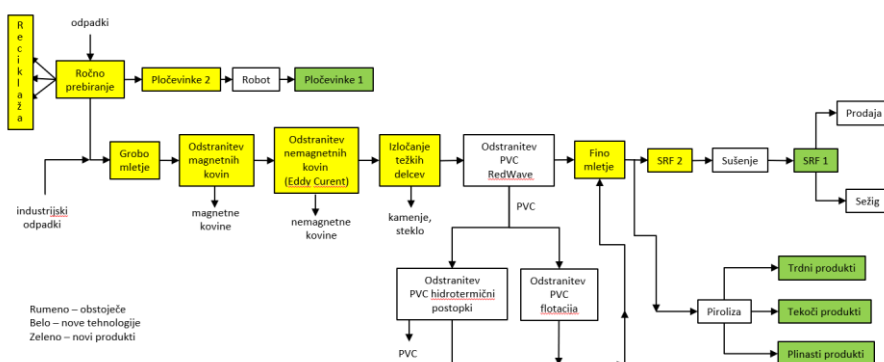 R
e
c
i
k
l
a
ž
a
odpadki
Ročno
prebiranje
Pločevinke 2
Robot
Pločevinke 1
Grobo
mletje
Odstranitev
magnetnih
kovin
Odstranitev
nemagnetnih
kovin
(Eddy Curent)
Izločanje
težkih
delcev
Odstranitev
PVC
RedWave
Fino
mletje
SRF 2
Sušenje
SRF 1
Prodaja
Sežig
industrijski
odpadki
magnetne
kovine
nemagnetne
kovine
kamenje,
steklo
PVC
Odstranitev
PVC hidrotermični
postopki
Odstranitev
PVC
flotacija
PVC
Piroliza
Trdni produkti
Tekoči produkti
Plinasti produkti
Rumeno – obstoječe
Belo – nove tehnologije
Zeleno – novi produkti